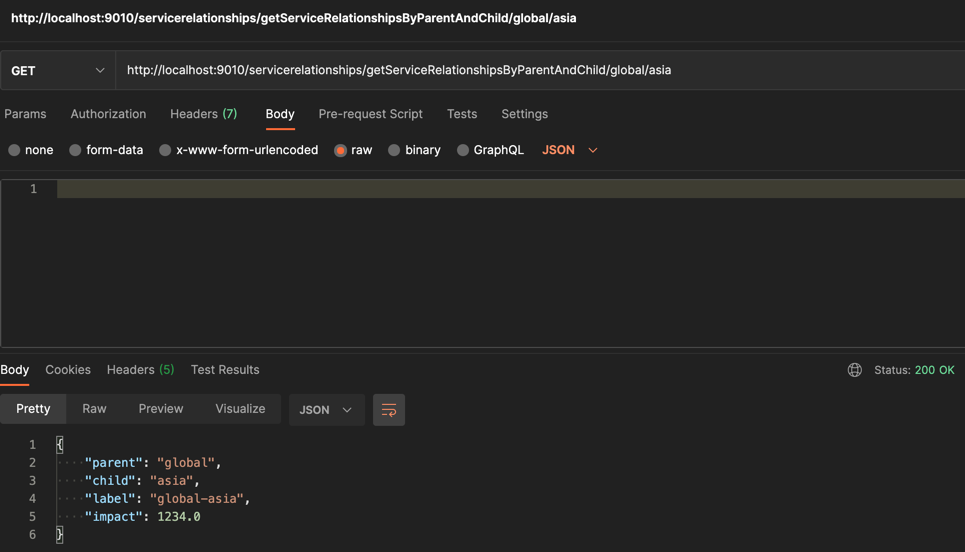 http://localhost:9010/servicerelationships/getServiceRelationshipsByParentAndChild/global/asia
GET http://localhost:9010/servicerelationships/getServiceRelationshipsByParentAndChild/global/asia
Params Authorization Headers (7) Body Pre-request Script Tests Settings
none form-data x-www-form-urlencoded raw binary GraphQL JSON
1
Body Cookies Headers (5) Test Results Status: 200 OK
Pretty Raw Preview Visualize JSON
1 {
2 "parent": "global",
3 "child": "asia",
4 "label": "global-asia",
5 "impact": 1234.0
6 }